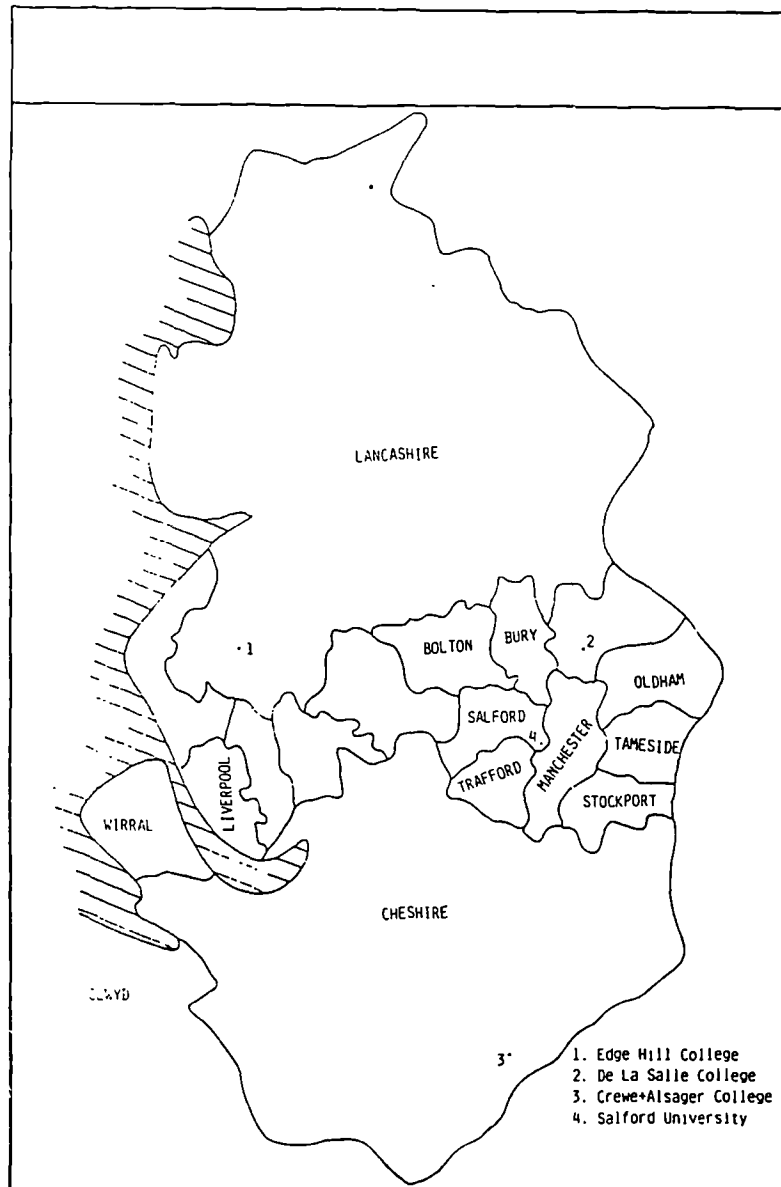 LANCASHIRE
1
BOLTON
BURY
2
OLDHAM
SALFORD
4.
MANCHESTER
TAMESIDE
TRAFFORD
STOCKPORT
LIVERPOOL
WIRRAL
CHESHIRE
CLWYD
3
1. Edge Hill College
2. De La Salle College
3. Crewe+Alsager College
4. Salford University